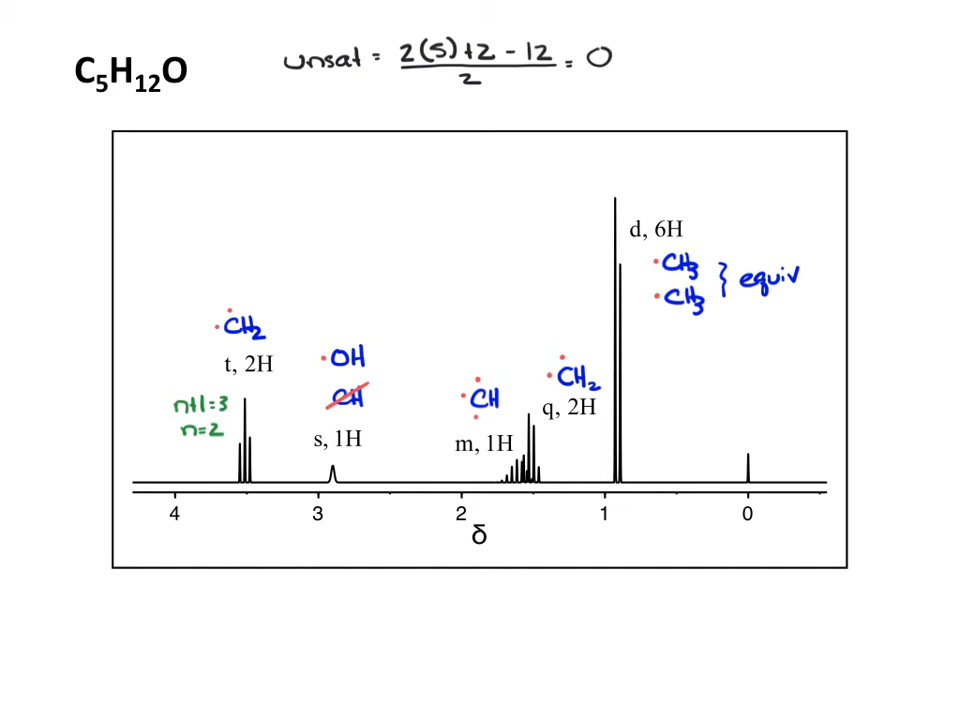 C₅H₁₂O
unsat = 2(5)+2-12 / 2 = 0
d, 6H
·CH₃
·CH₃ } equiv
·CH₂
t, 2H
n+1=3
n=2
·OH
CH
s, 1H
·CH
m, 1H
·CH₂
q, 2H
4 3 2 1 0
δ